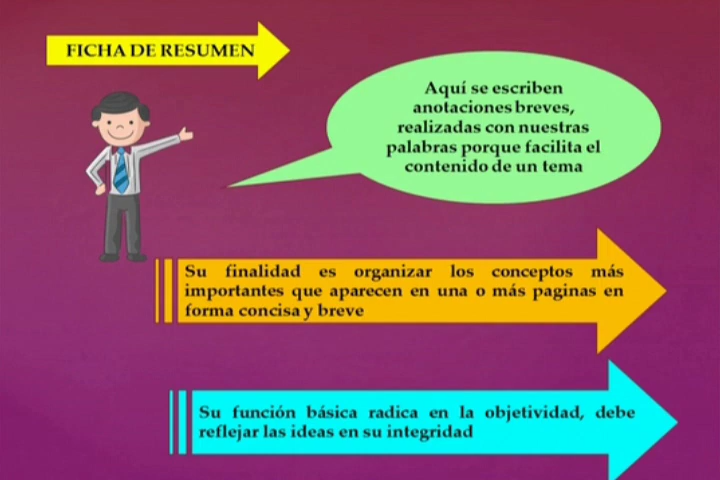 FICHA DE RESUMEN
Aquí se escriben
anotaciones breves,
realizadas con nuestras
palabras porque facilita el
contenido de un tema
Su finalidad es organizar los conceptos más
importantes que aparecen en una o más paginas en
forma concisa y breve
Su función básica radica en la objetividad, debe
reflejar las ideas en su integridad